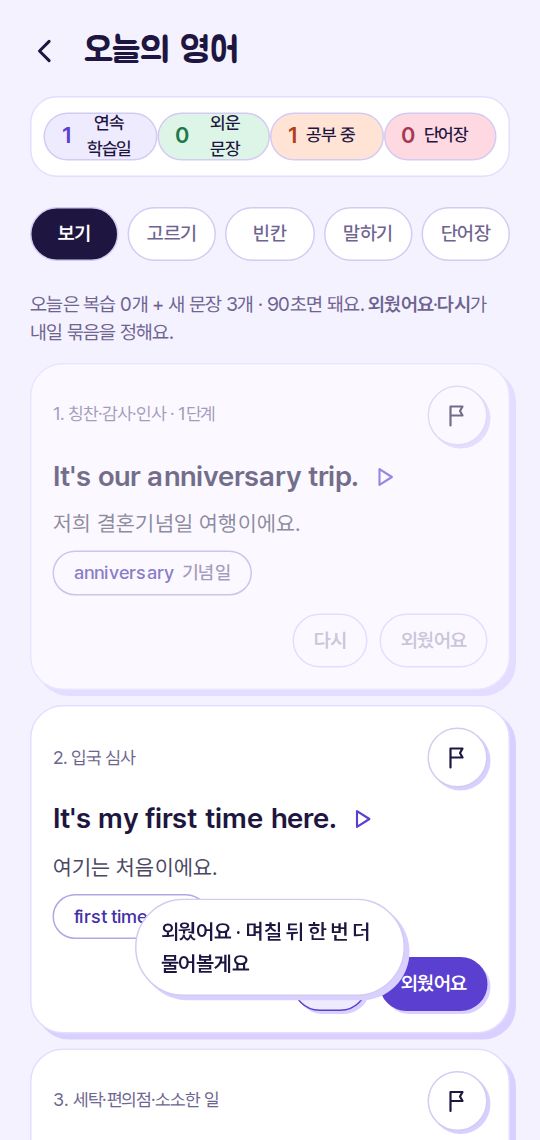 오늘의 영어
1 연속 학습일
0 외운 문장
1 공부 중
0 단어장
보기 고르기 빈칸 말하기 단어장
오늘은 복습 0개 + 새 문장 3개 · 90초면 돼요. 외웠어요·다시가
내일 묶음을 정해요.
1. 칭찬·감사·인사 · 1단계
It's our anniversary trip.
저희 결혼기념일 여행이에요.
anniversary 기념일
다시 외웠어요
2. 입국 심사
It's my first time here.
여기는 처음이에요.
first time
외웠어요 · 며칠 뒤 한 번 더
물어볼게요
외웠어요
3. 세탁·편의점·소소한 일